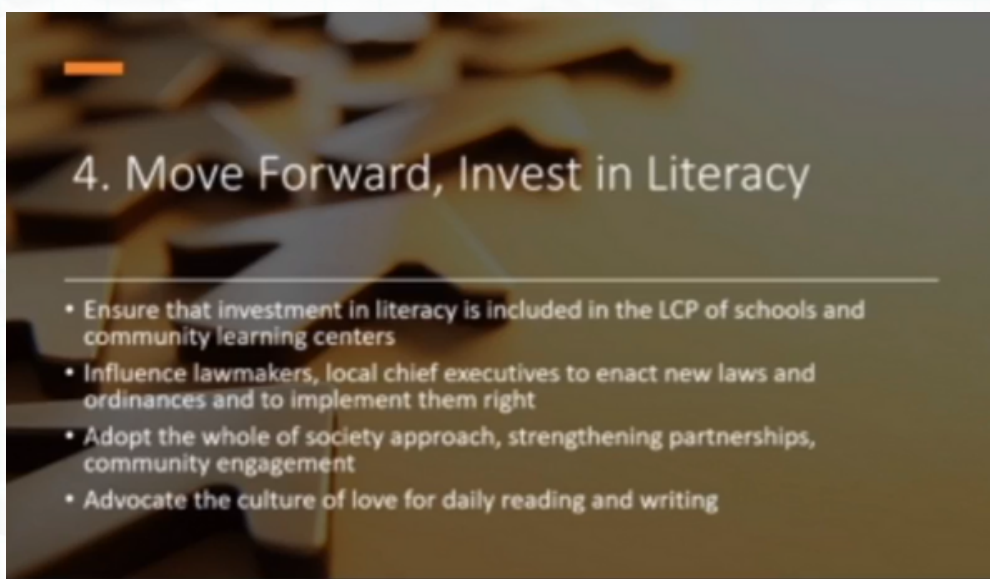 4. Move Forward, Invest in Literacy
• Ensure that investment in literacy is included in the LCP of schools and
community learning centers
• Influence lawmakers, local chief executives to enact new laws and
ordinances and to implement them right
• Adopt the whole of society approach, strengthening partnerships,
community engagement
• Advocate the culture of love for daily reading and writing